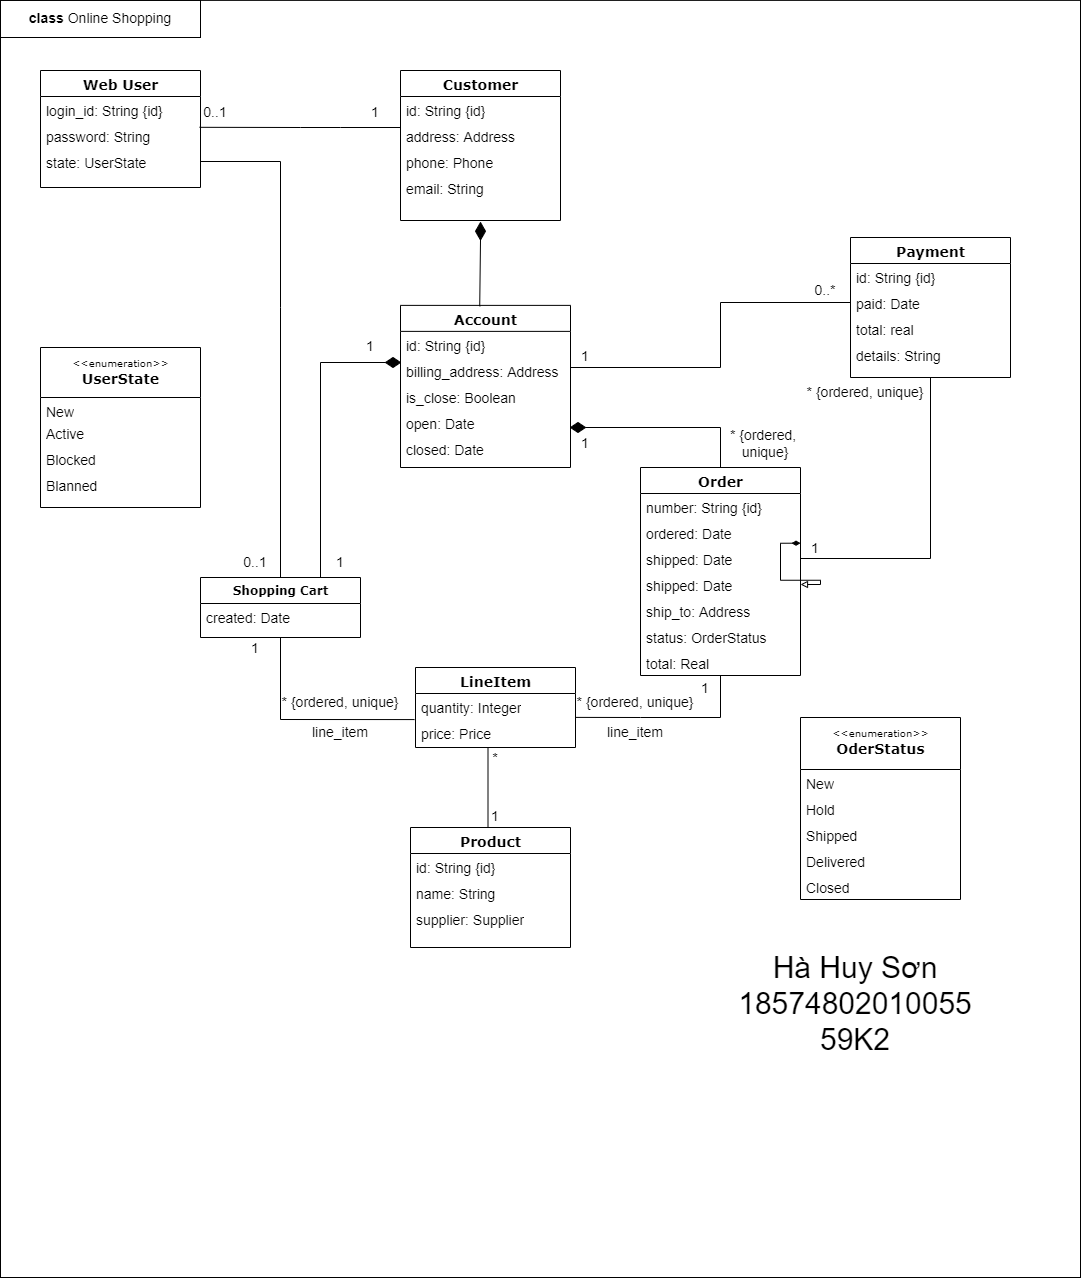 class Online Shopping
Web User
login_id: String {id}
password: String
state: UserState
0..1
1
Customer
id: String {id}
address: Address
phone: Phone
email: String
Payment
id: String {id}
paid: Date
total: real
details: String
0..*
* {ordered, unique}
Account
id: String {id}
billing_address: Address
is_close: Boolean
open: Date
closed: Date
1
1
1
<<enumeration>>
UserState
New
Active
Blocked
Blanned
* {ordered,
unique}
Order
number: String {id}
ordered: Date
shipped: Date
shipped: Date
ship_to: Address
status: OrderStatus
total: Real
1
0..1
1
Shopping Cart
created: Date
1
* {ordered, unique}
line_item
LineItem
quantity: Integer
price: Price
* {ordered, unique}
line_item
1
*
1
Product
id: String {id}
name: String
supplier: Supplier
<<enumeration>>
OderStatus
New
Hold
Shipped
Delivered
Closed
Hà Huy Sơn
18574802010055
59K2